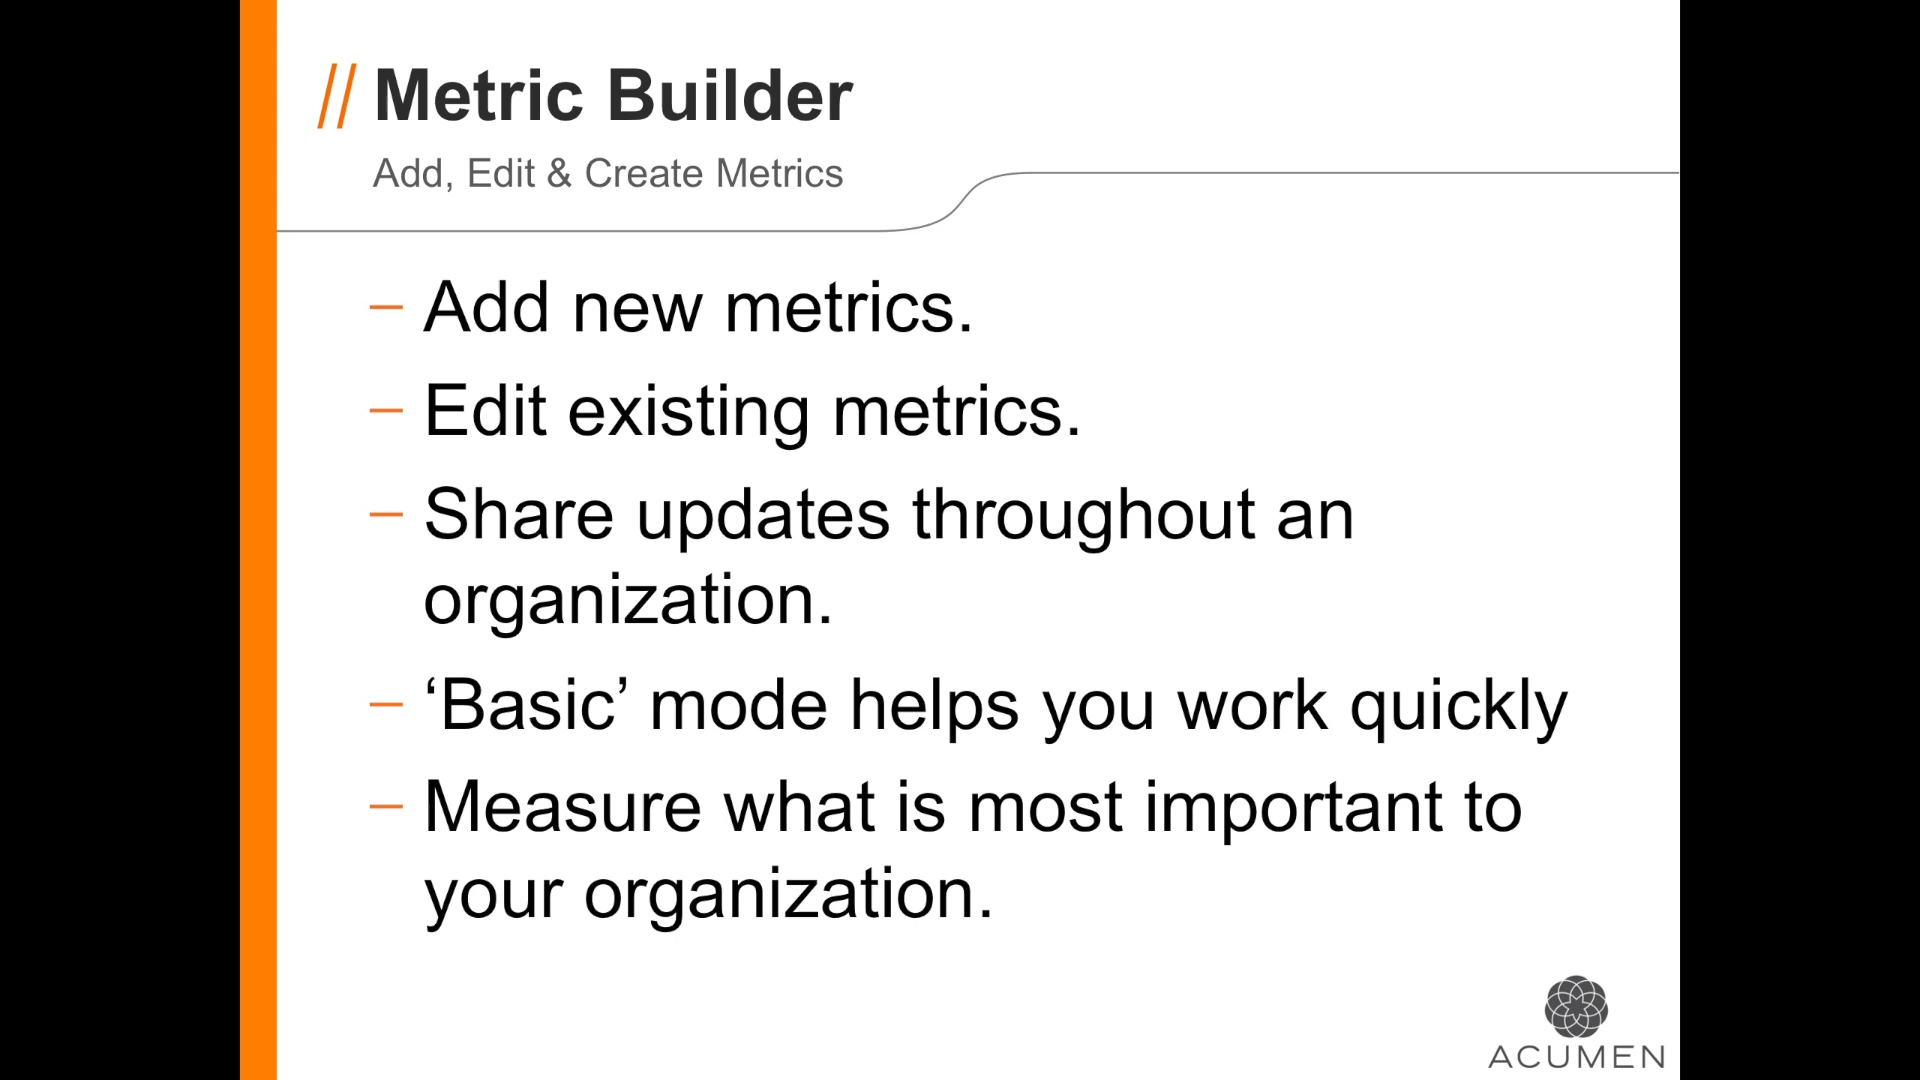 // Metric Builder
Add, Edit & Create Metrics
– Add new metrics.
– Edit existing metrics.
– Share updates throughout an
organization.
– ‘Basic’ mode helps you work quickly
– Measure what is most important to
your organization.
ACUMEN